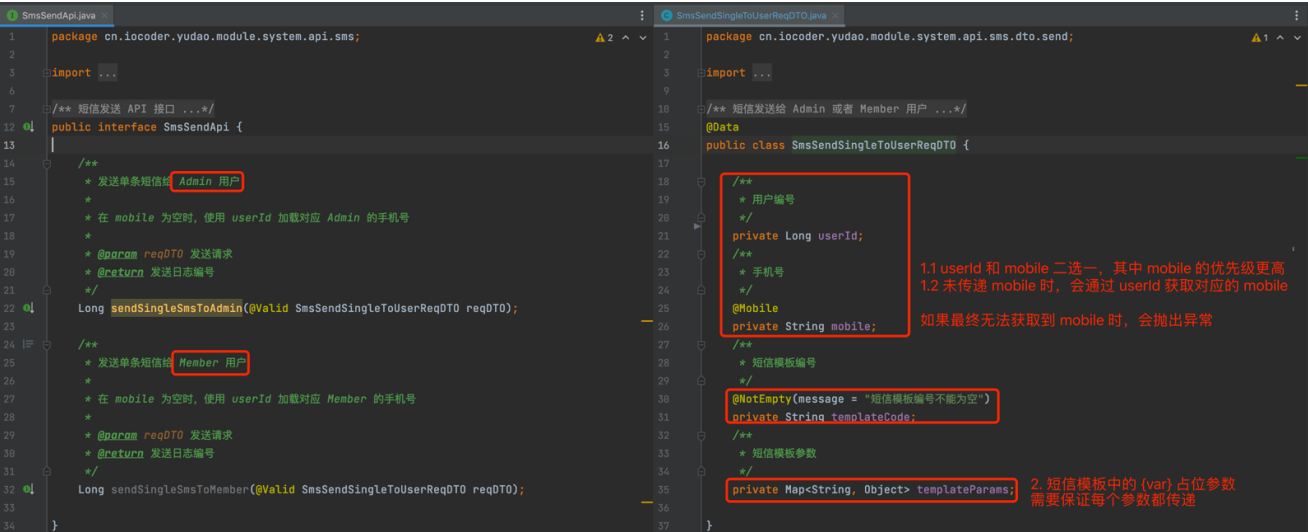 SmsSendApi.java
1 package cn.iocoder.yudao.module.system.api.sms;
2
2
3 import ...
6
7 /** 短信发送 API 接口 ...*/
12 public interface SmsSendApi {
13
14 /**
15 * 发送单条短信给 Admin 用户
16 *
17 * 在 mobile 为空时，使用 userId 加载对应 Admin 的手机号
18 *
19 * @param reqDTO 发送请求
20 * @return 发送日志编号
21 */
22 Long sendSingleSmsToAdmin(@Valid SmsSendSingleToUserReqDTO reqDTO);
23
24 /**
25 * 发送单条短信给 Member 用户
26 *
27 * 在 mobile 为空时，使用 userId 加载对应 Member 的手机号
28 *
29 * @param reqDTO 发送请求
30 * @return 发送日志编号
31 */
32 Long sendSingleSmsToMember(@Valid SmsSendSingleToUserReqDTO reqDTO);
33
34 }
SmsSendSingleToUserReqDTO.java
1 package cn.iocoder.yudao.module.system.api.sms.dto.send;
1
2
3 import ...
9
10 /** 短信发送给 Admin 或者 Member 用户 ...*/
15 @Data
16 public class SmsSendSingleToUserReqDTO {
17
18 /**
19 * 用户编号
20 */
21 private Long userId;
22 /**
23 * 手机号
24 */
25 @Mobile
26 private String mobile;
27 /**
28 * 短信模板编号
29 */
30 @NotEmpty(message = "短信模板编号不能为空")
31 private String templateCode;
32 /**
33 * 短信模板参数
34 */
35 private Map<String, Object> templateParams;
36
37 }
1.1 userId 和 mobile 二选一，其中 mobile 的优先级更高
1.2 未传递 mobile 时，会通过 userId 获取对应的 mobile
如果最终无法获取到 mobile 时，会抛出异常
2. 短信模板中的 {var} 占位参数
需要保证每个参数都传递